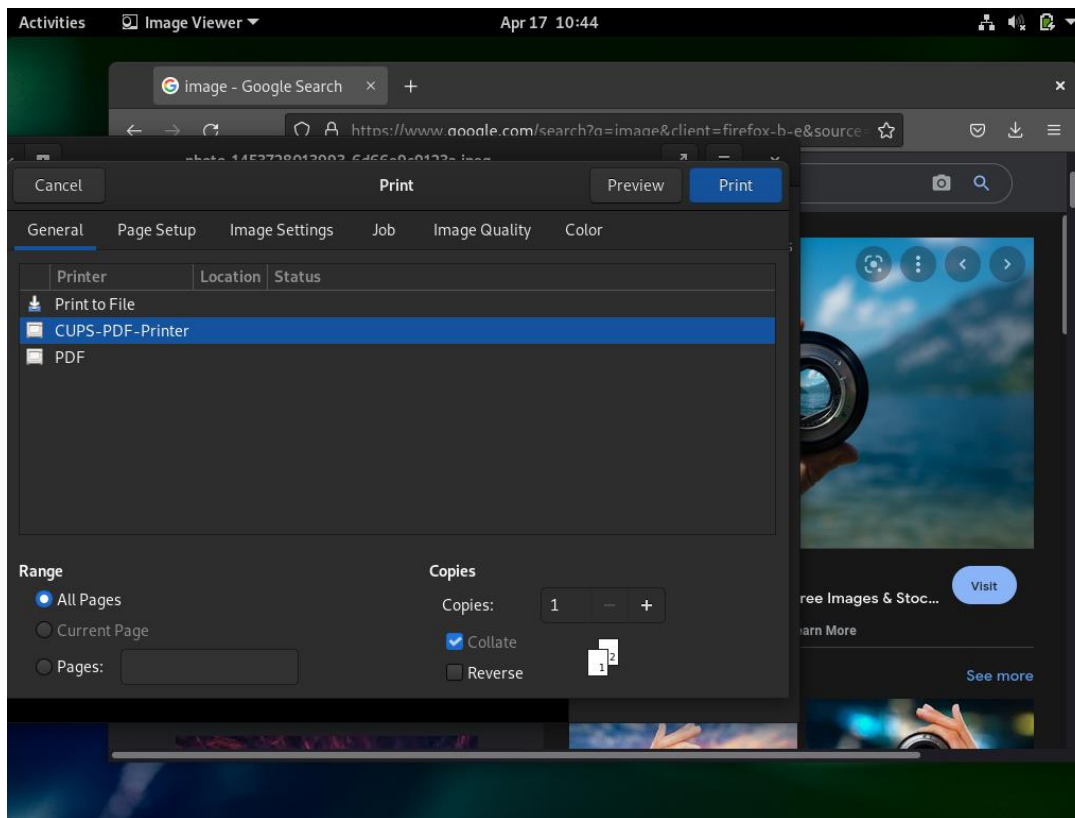 Activities Image Viewer Apr 17 10:44
image - Google Search
https://www.google.com/search?q=image&client=firefox-b-e&source=
Cancel Print Preview Print
General Page Setup Image Settings Job Image Quality Color
Printer Location Status
Print to File
CUPS-PDF-Printer
PDF
Range Copies
All Pages Copies: 1
ree Images & Stoc... Visit
Current Page Collate
arn More
Pages: Reverse
1 2
See more